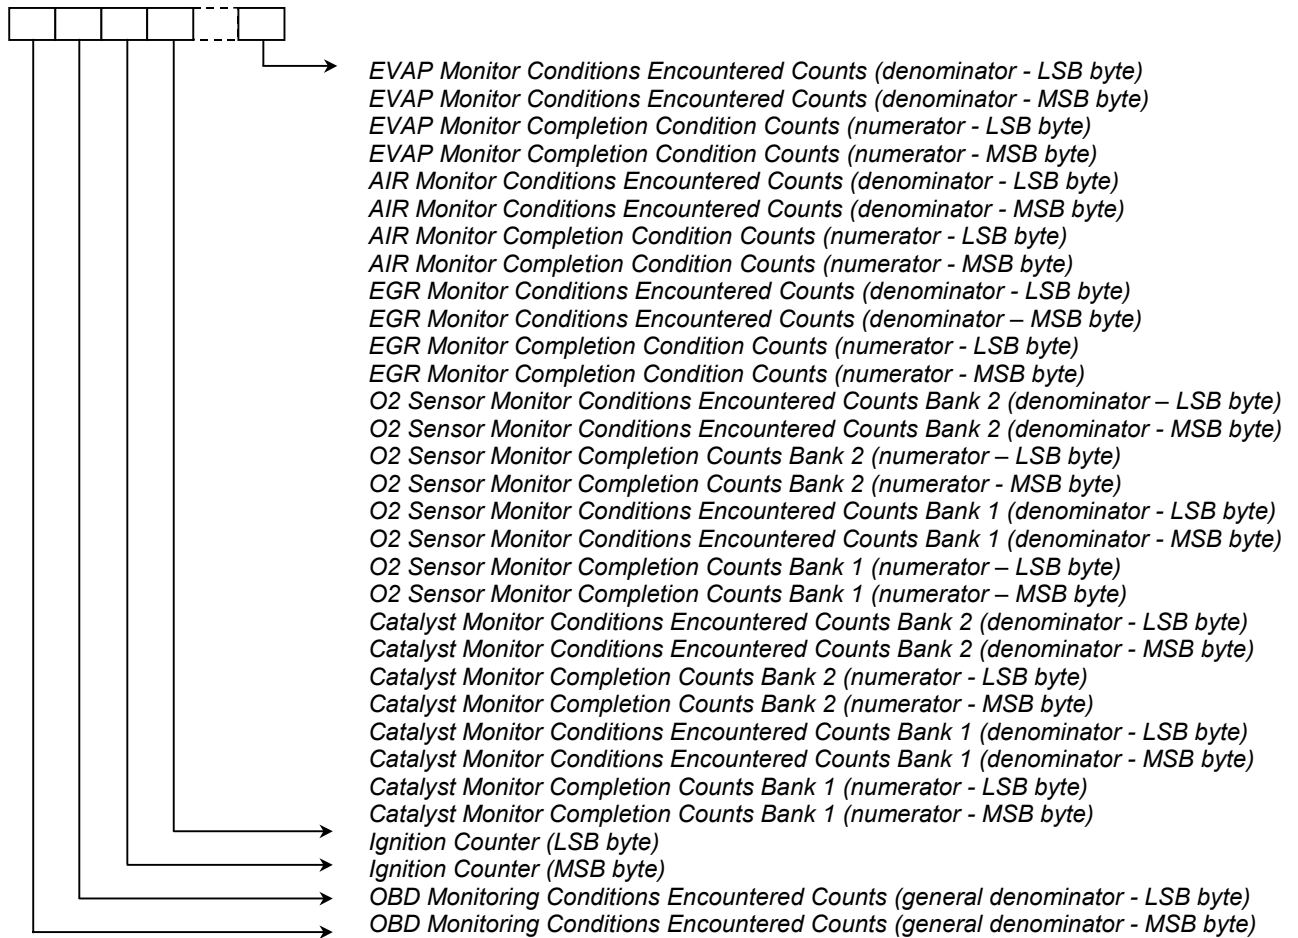 EVAP Monitor Conditions Encountered Counts (denominator - LSB byte)
EVAP Monitor Conditions Encountered Counts (denominator - MSB byte)
EVAP Monitor Completion Condition Counts (numerator - LSB byte)
EVAP Monitor Completion Condition Counts (numerator - MSB byte)
AIR Monitor Conditions Encountered Counts (denominator - LSB byte)
AIR Monitor Conditions Encountered Counts (denominator - MSB byte)
AIR Monitor Completion Condition Counts (numerator - LSB byte)
AIR Monitor Completion Condition Counts (numerator - MSB byte)
EGR Monitor Conditions Encountered Counts (denominator - LSB byte)
EGR Monitor Conditions Encountered Counts (denominator – MSB byte)
EGR Monitor Completion Condition Counts (numerator - LSB byte)
EGR Monitor Completion Condition Counts (numerator - MSB byte)
O2 Sensor Monitor Conditions Encountered Counts Bank 2 (denominator – LSB byte)
O2 Sensor Monitor Conditions Encountered Counts Bank 2 (denominator - MSB byte)
O2 Sensor Monitor Completion Counts Bank 2 (numerator – LSB byte)
O2 Sensor Monitor Completion Counts Bank 2 (numerator - MSB byte)
O2 Sensor Monitor Conditions Encountered Counts Bank 1 (denominator - LSB byte)
O2 Sensor Monitor Conditions Encountered Counts Bank 1 (denominator - MSB byte)
O2 Sensor Monitor Completion Counts Bank 1 (numerator – LSB byte)
O2 Sensor Monitor Completion Counts Bank 1 (numerator – MSB byte)
Catalyst Monitor Conditions Encountered Counts Bank 2 (denominator - LSB byte)
Catalyst Monitor Conditions Encountered Counts Bank 2 (denominator - MSB byte)
Catalyst Monitor Completion Counts Bank 2 (numerator - LSB byte)
Catalyst Monitor Completion Counts Bank 2 (numerator - MSB byte)
Catalyst Monitor Conditions Encountered Counts Bank 1 (denominator - LSB byte)
Catalyst Monitor Conditions Encountered Counts Bank 1 (denominator - MSB byte)
Catalyst Monitor Completion Counts Bank 1 (numerator - LSB byte)
Catalyst Monitor Completion Counts Bank 1 (numerator - MSB byte)
Ignition Counter (LSB byte)
Ignition Counter (MSB byte)
OBD Monitoring Conditions Encountered Counts (general denominator - LSB byte)
OBD Monitoring Conditions Encountered Counts (general denominator - MSB byte)